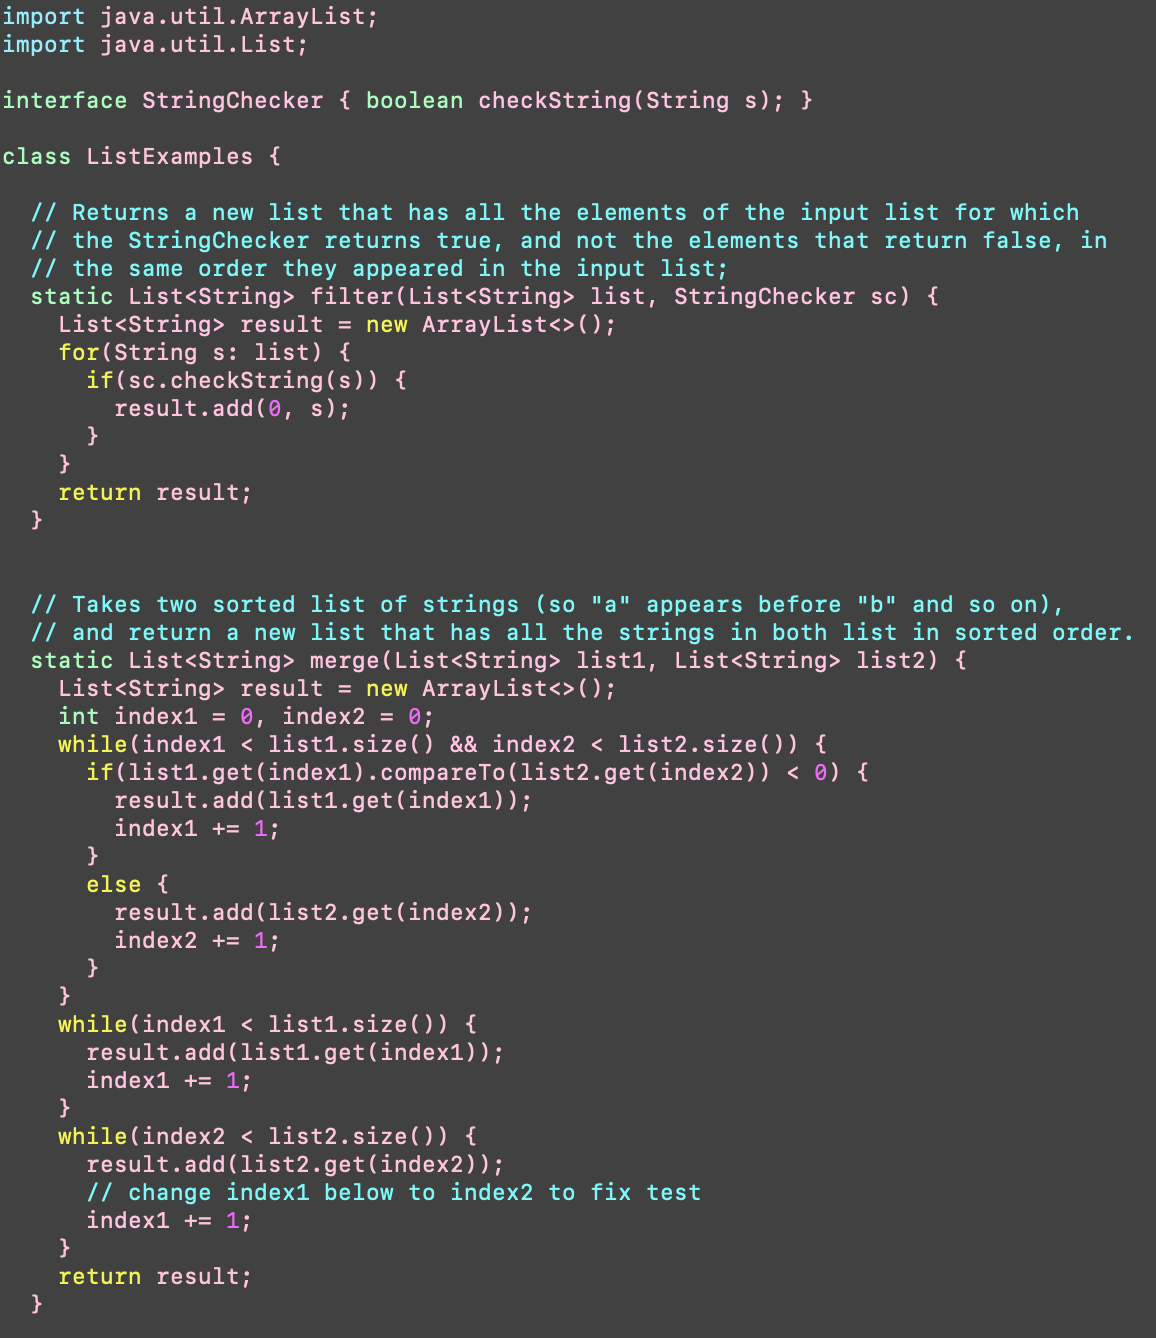 import java.util.ArrayList;
import java.util.List;

interface StringChecker { boolean checkString(String s); }

class ListExamples {

  // Returns a new list that has all the elements of the input list for which
  // the StringChecker returns true, and not the elements that return false, in
  // the same order they appeared in the input list;
  static List<String> filter(List<String> list, StringChecker sc) {
    List<String> result = new ArrayList<>();
    for(String s: list) {
      if(sc.checkString(s)) {
        result.add(0, s);
      }
    }
    return result;
  }


  // Takes two sorted list of strings (so "a" appears before "b" and so on),
  // and return a new list that has all the strings in both list in sorted order.
  static List<String> merge(List<String> list1, List<String> list2) {
    List<String> result = new ArrayList<>();
    int index1 = 0, index2 = 0;
    while(index1 < list1.size() && index2 < list2.size()) {
      if(list1.get(index1).compareTo(list2.get(index2)) < 0) {
        result.add(list1.get(index1));
        index1 += 1;
      }
      else {
        result.add(list2.get(index2));
        index2 += 1;
      }
    }
    while(index1 < list1.size()) {
      result.add(list1.get(index1));
      index1 += 1;
    }
    while(index2 < list2.size()) {
      result.add(list2.get(index2));
      // change index1 below to index2 to fix test
      index1 += 1;
    }
    return result;
  }